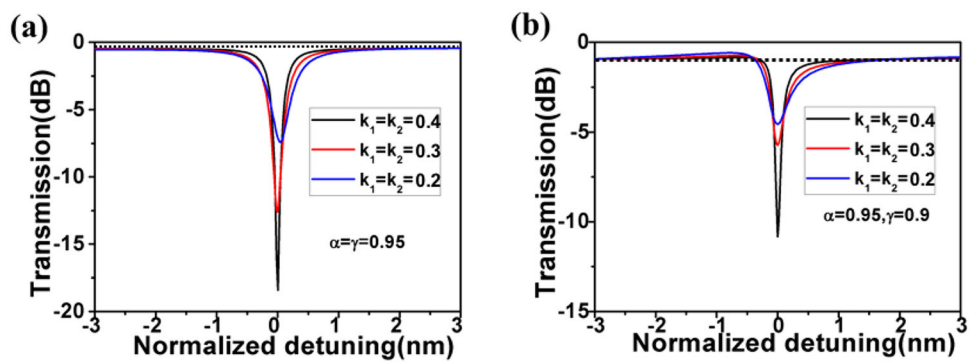 (a)
0
-5
-10
-15
-20
Transmission(dB)
k₁=k₂=0.4
k₁=k₂=0.3
k₁=k₂=0.2
α=γ=0.95
-3 -2 -1 0 1 2 3
Normalized detuning(nm)
(b)
0
-5
-10
-15
Transmission(dB)
k₁=k₂=0.4
k₁=k₂=0.3
k₁=k₂=0.2
α=0.95,γ=0.9
-3 -2 -1 0 1 2 3
Normalized detuning(nm)